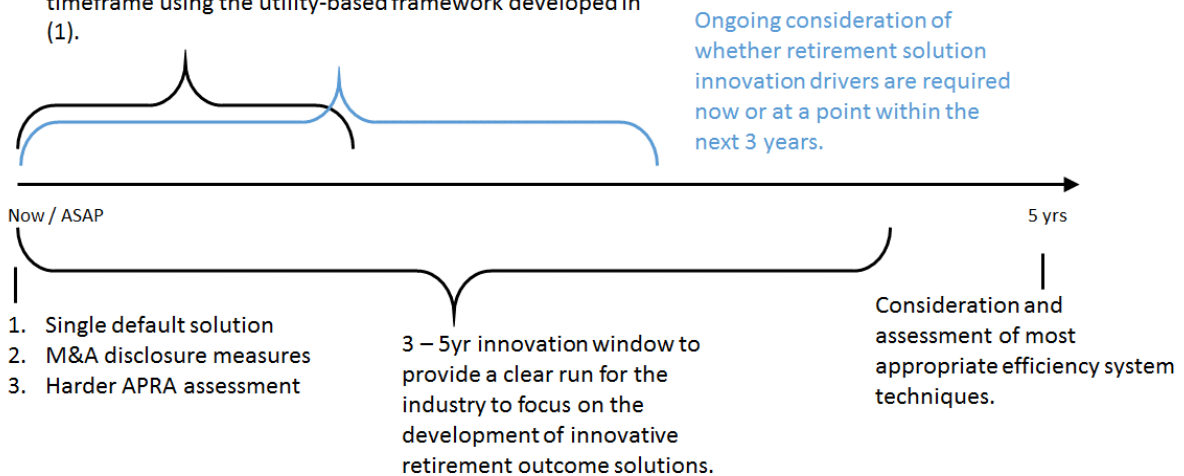 timeframe using the utility-based framework developed in
(1).
Ongoing consideration of
whether retirement solution
innovation drivers are required
now or at a point within the
next 3 years.
Now / ASAP
5 yrs
1. Single default solution
2. M&A disclosure measures
3. Harder APRA assessment
3 – 5yr innovation window to
provide a clear run for the
industry to focus on the
development of innovative
retirement outcome solutions.
Consideration and
assessment of most
appropriate efficiency system
techniques.